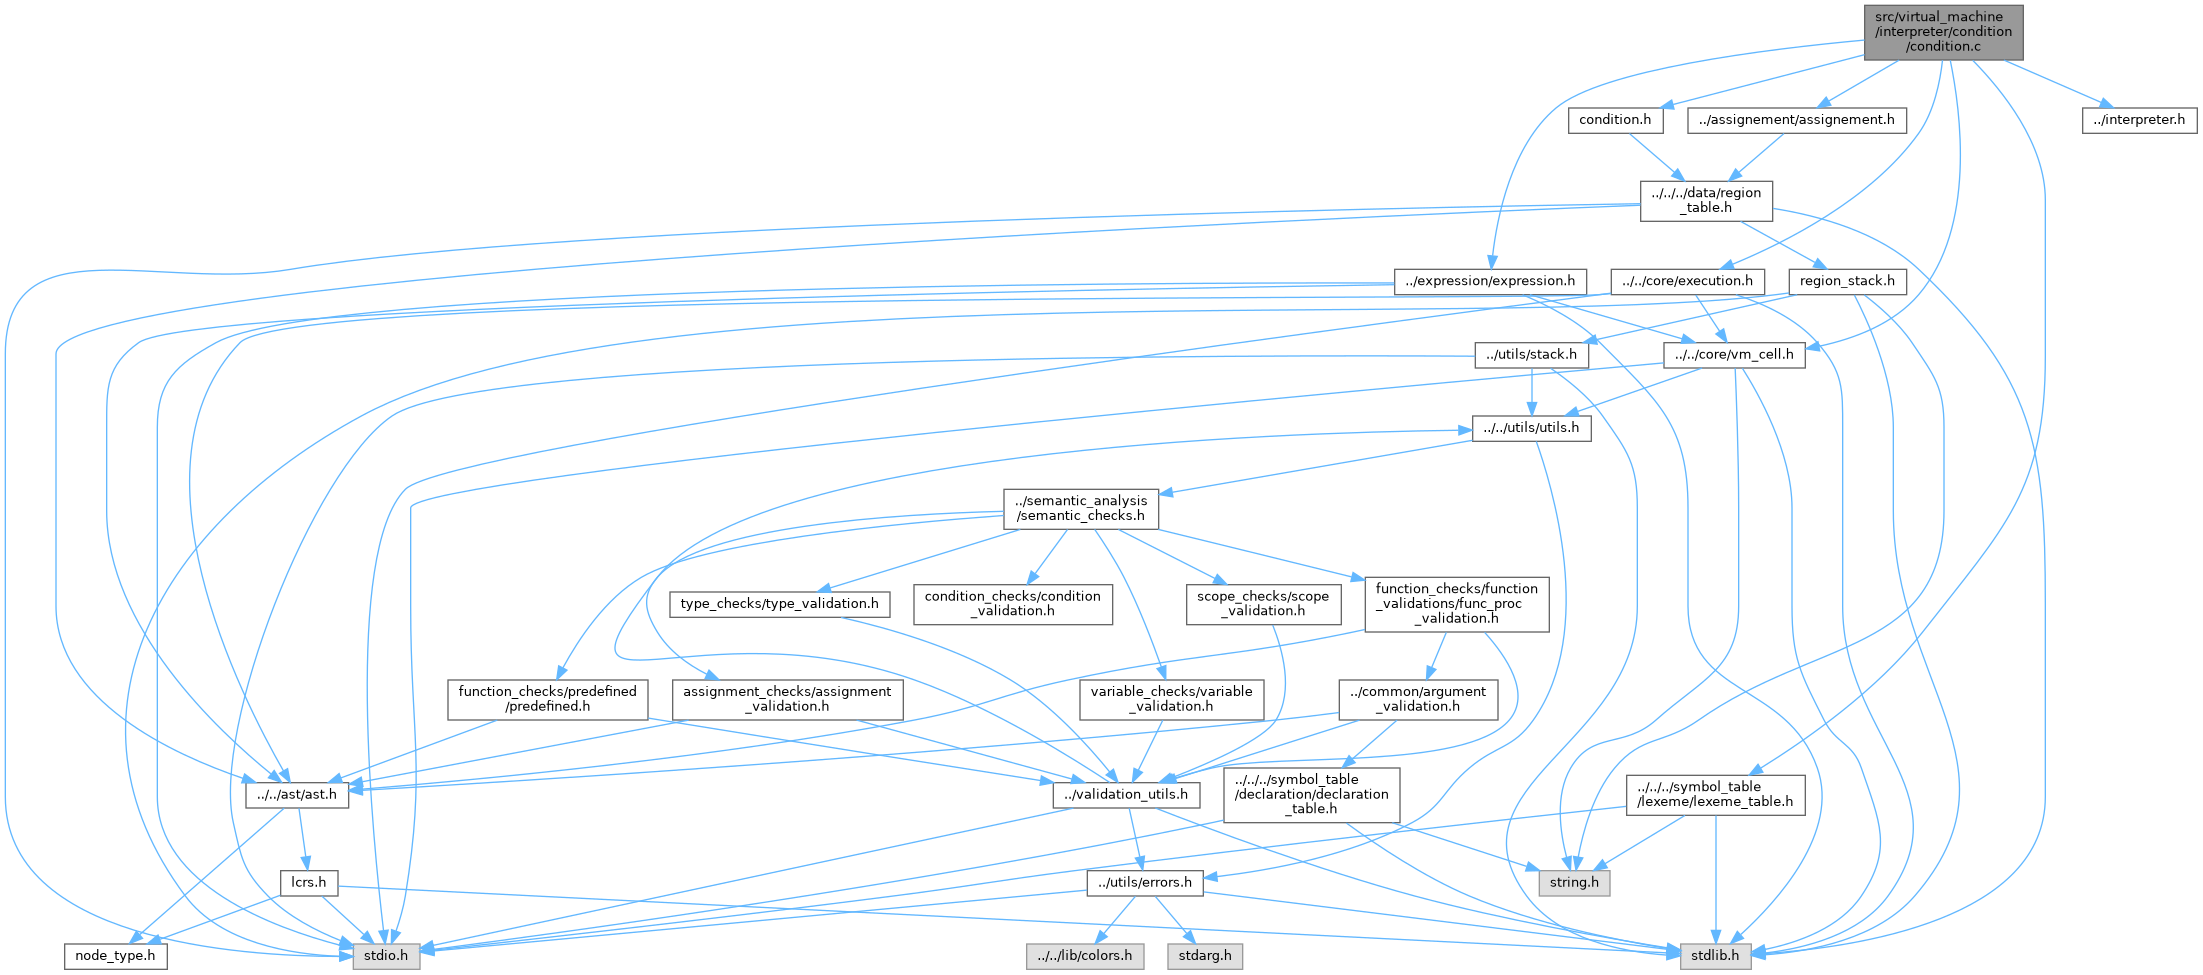 src/virtual_machine
/interpreter/condition
/condition.c
condition.h
../assignement/assignement.h
../interpreter.h
../../../data/region
_table.h
../expression/expression.h
../../core/execution.h
region_stack.h
../utils/stack.h
../../core/vm_cell.h
../../utils/utils.h
../semantic_analysis
/semantic_checks.h
type_checks/type_validation.h
condition_checks/condition
_validation.h
scope_checks/scope
_validation.h
function_checks/function
_validations/func_proc
_validation.h
function_checks/predefined
/predefined.h
assignment_checks/assignment
_validation.h
variable_checks/variable
_validation.h
../common/argument
_validation.h
../../ast/ast.h
../validation_utils.h
../../../symbol_table
/declaration/declaration
_table.h
../../../symbol_table
/lexeme/lexeme_table.h
lcrs.h
../utils/errors.h
string.h
node_type.h
stdio.h
../../lib/colors.h
stdarg.h
stdlib.h